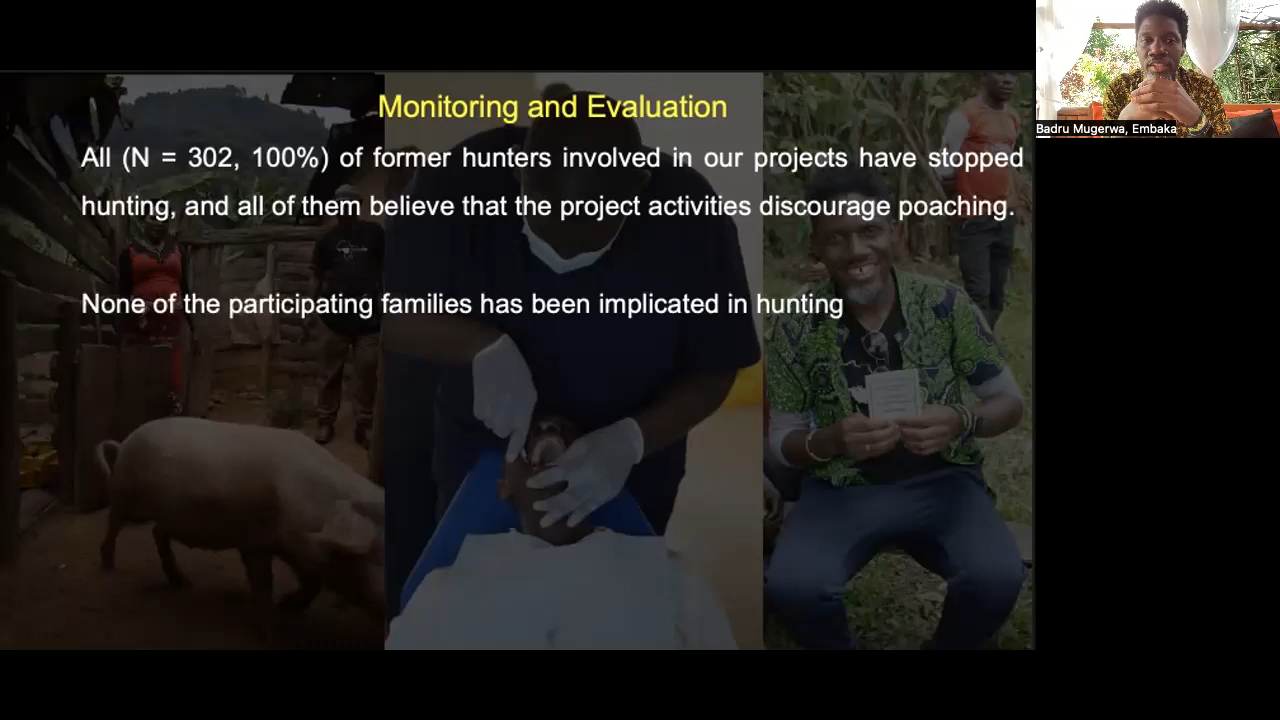 Monitoring and Evaluation
All (N = 302, 100%) of former hunters involved in our projects have stopped
hunting, and all of them believe that the project activities discourage poaching.
None of the participating families has been implicated in hunting
Badru Mugerwa, Embaka